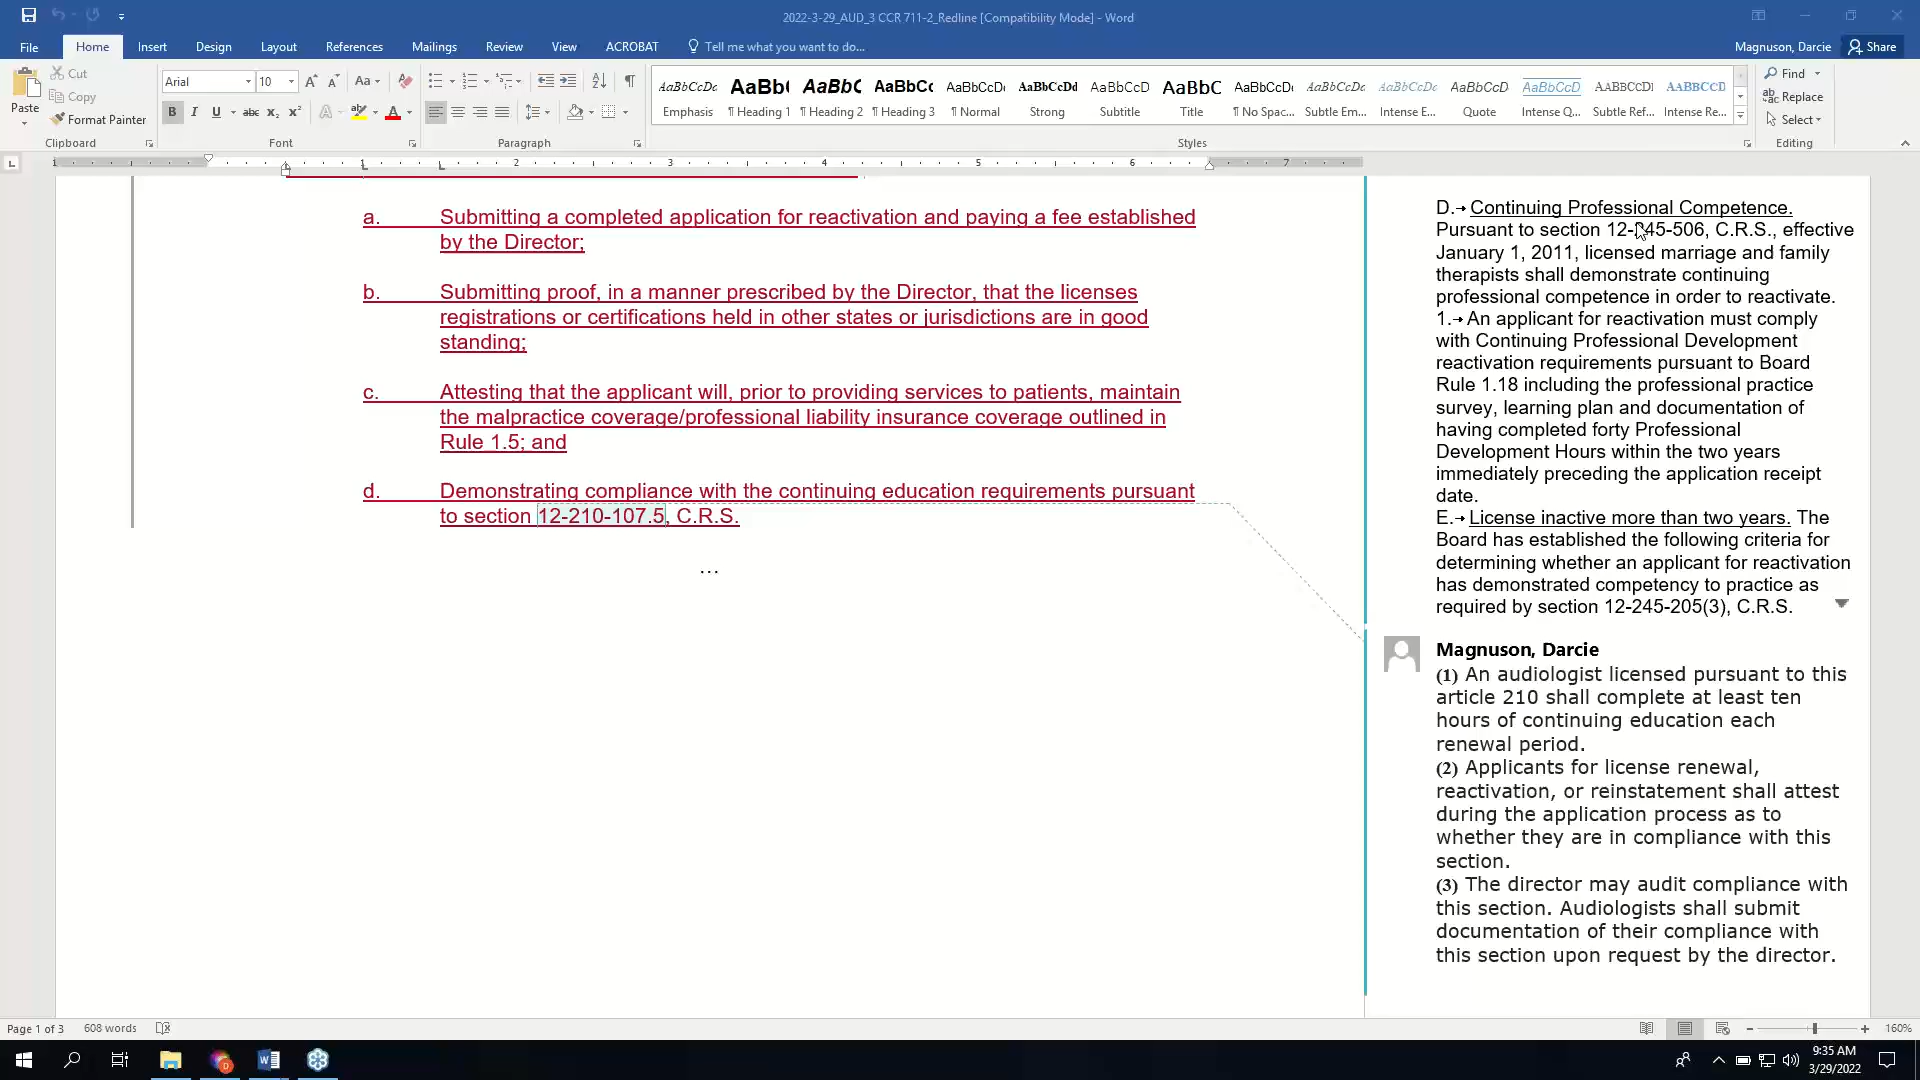 2022-3-29_AUD_3 CCR 711-2_Redline [Compatibility Mode] - Word
File Home Insert Design Layout References Mailings Review View ACROBAT Tell me what you want to do... Magnuson, Darcie Share
Paste Cut Copy Format Painter
Arial 10
Aa
B I U abc x₂ x² A
AaBbCcDc AaBb( AaBbC AaBbCc AaBbCcDc AaBbCcDd AaBbCcD AaBbC AaBbCcDc AaBbCcDc AaBbCcDc AaBbCcD AaBbCcD AABBCCD AABBCCD
Emphasis ¶ Heading 1 ¶ Heading 2 ¶ Heading 3 ¶ Normal Strong Subtitle Title ¶ No Spac... Subtle Em... Intense E... Quote Intense Q... Subtle Ref... Intense Re...
Find Replace Select
Clipboard Font Paragraph Styles Editing
1 1 2 3 4 5 6 7
a. Submitting a completed application for reactivation and paying a fee established
by the Director;
b. Submitting proof, in a manner prescribed by the Director, that the licenses
registrations or certifications held in other states or jurisdictions are in good
standing;
c. Attesting that the applicant will, prior to providing services to patients, maintain
the malpractice coverage/professional liability insurance coverage outlined in
Rule 1.5; and
d. Demonstrating compliance with the continuing education requirements pursuant
to section 12-210-107.5, C.R.S.
...
D.→ Continuing Professional Competence.
Pursuant to section 12-245-506, C.R.S., effective
January 1, 2011, licensed marriage and family
therapists shall demonstrate continuing
professional competence in order to reactivate.
1.→ An applicant for reactivation must comply
with Continuing Professional Development
reactivation requirements pursuant to Board
Rule 1.18 including the professional practice
survey, learning plan and documentation of
having completed forty Professional
Development Hours within the two years
immediately preceding the application receipt
date.
E.→ License inactive more than two years. The
Board has established the following criteria for
determining whether an applicant for reactivation
has demonstrated competency to practice as
required by section 12-245-205(3), C.R.S.
Magnuson, Darcie
(1) An audiologist licensed pursuant to this
article 210 shall complete at least ten
hours of continuing education each
renewal period.
(2) Applicants for license renewal,
reactivation, or reinstatement shall attest
during the application process as to
whether they are in compliance with this
section.
(3) The director may audit compliance with
this section. Audiologists shall submit
documentation of their compliance with
this section upon request by the director.
Page 1 of 3 608 words 160%
9:35 AM
3/29/2022